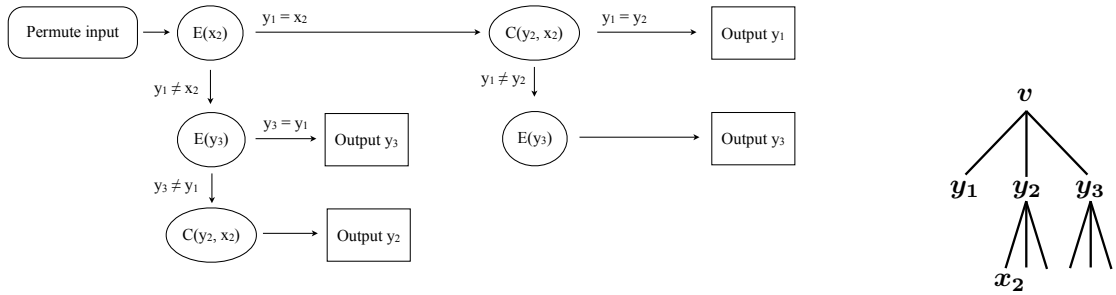 Permute input
E(x₂)
y₁ = x₂
C(y₂, x₂)
y₁ = y₂
Output y₁
y₁ ≠ x₂
y₁ ≠ y₂
E(y₃)
y₃ = y₁
Output y₃
E(y₃)
Output y₃
y₃ ≠ y₁
C(y₂, x₂)
Output y₂
v
y₁ y₂ y₃
x₂